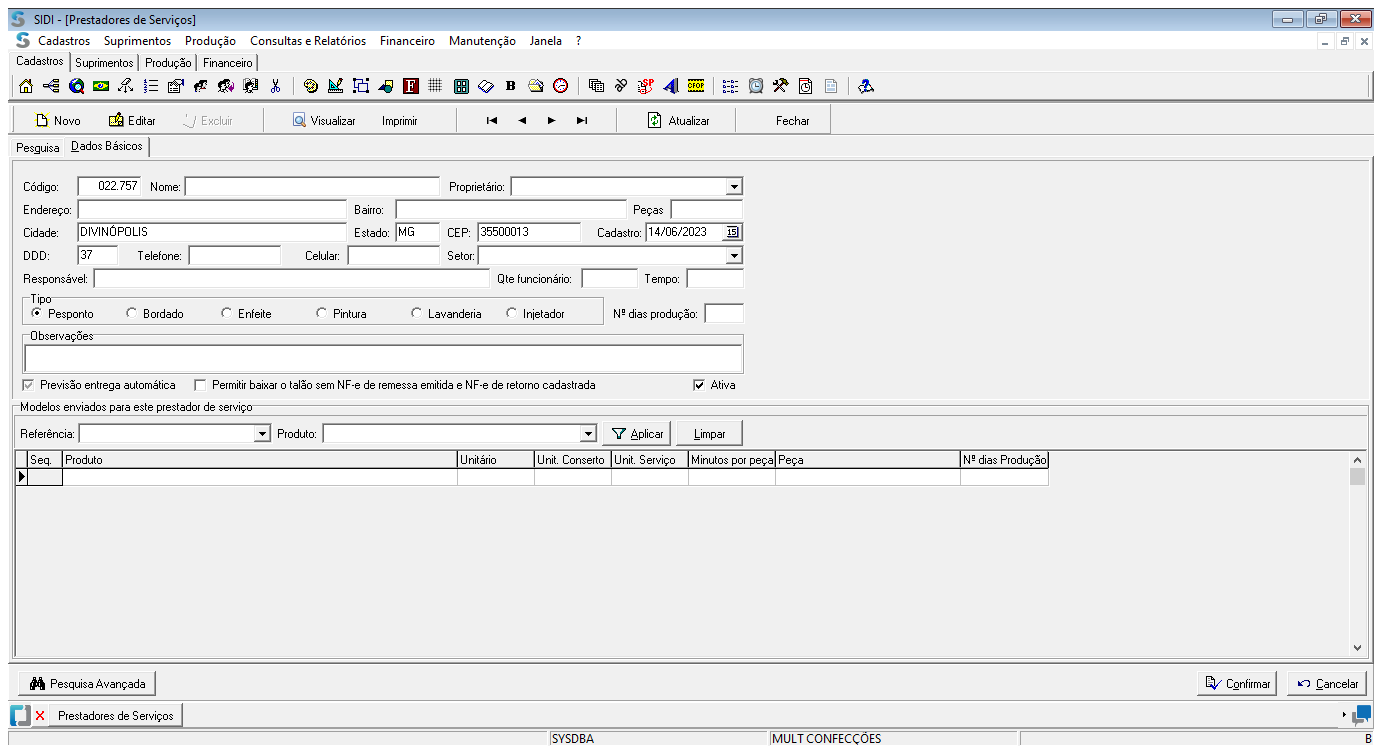 SIDI - [Prestadores de Serviços]
Cadastros Suprimentos Produção Consultas e Relatórios Financeiro Manutenção Janela ?
Cadastros Suprimentos Produção Financeiro
F B SP CFOP
Novo Editar Excluir Visualizar Imprimir Atualizar Fechar
Pesquisa Dados Básicos
Código: 022.757 Nome: Proprietário:
Endereço: Bairro: Peças
Cidade: DIVINÓPOLIS Estado: MG CEP: 35500013 Cadastro: 14/06/2023 15
DDD: 37 Telefone: Celular: Setor:
Responsável: Qte funcionário: Tempo:
Tipo
Pesponto Bordado Enfeite Pintura Lavanderia Injetador Nº dias produção:
Observações
Previsão entrega automática Permitir baixar o talão sem NF-e de remessa emitida e NF-e de retorno cadastrada Ativa
Modelos enviados para este prestador de serviço
Referência: Produto: Aplicar Limpar
Seq. Produto Unitário Unit. Conserto Unit. Serviço Minutos por peça Peça Nº dias Produção
Pesquisa Avançada Confirmar Cancelar
Prestadores de Serviços
SYSDBA MULT CONFECÇÕES B